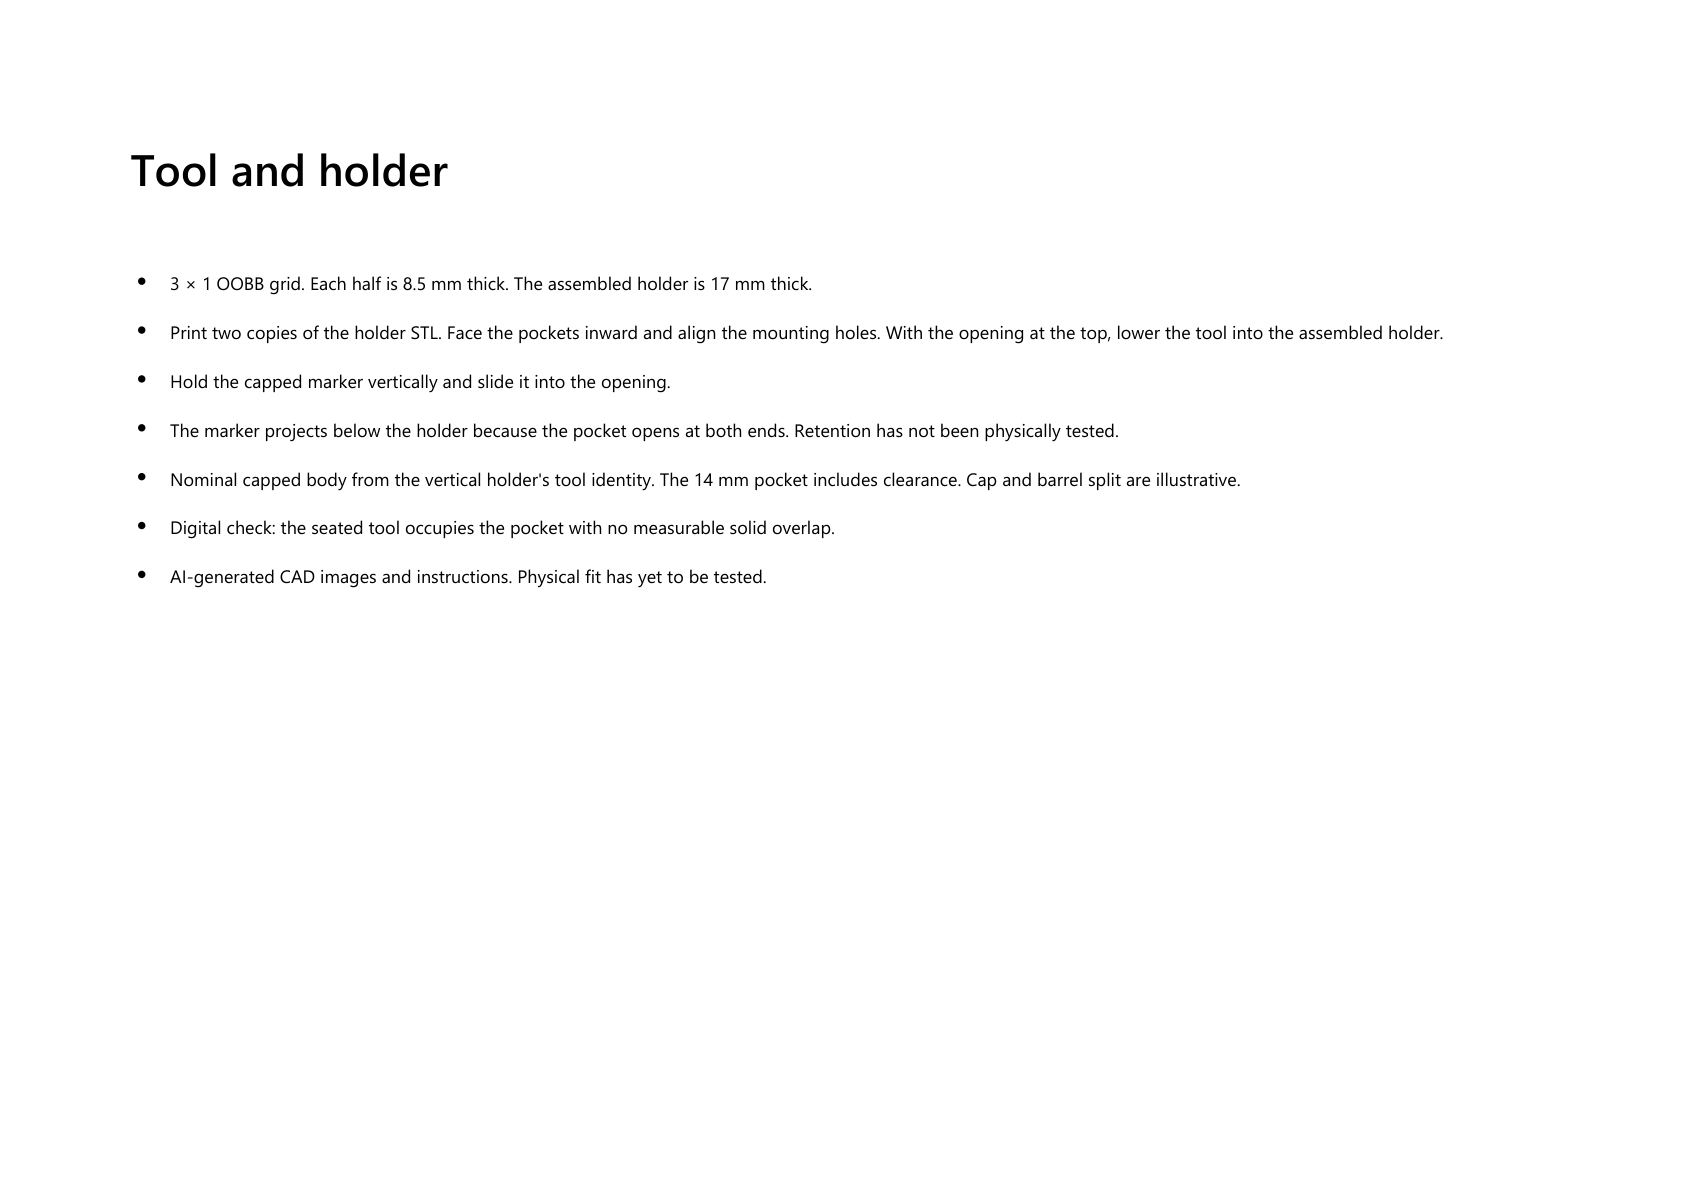 Tool and holder
• 3 × 1 OOBB grid. Each half is 8.5 mm thick. The assembled holder is 17 mm thick.
• Print two copies of the holder STL. Face the pockets inward and align the mounting holes. With the opening at the top, lower the tool into the assembled holder.
• Hold the capped marker vertically and slide it into the opening.
• The marker projects below the holder because the pocket opens at both ends. Retention has not been physically tested.
• Nominal capped body from the vertical holder's tool identity. The 14 mm pocket includes clearance. Cap and barrel split are illustrative.
• Digital check: the seated tool occupies the pocket with no measurable solid overlap.
• AI-generated CAD images and instructions. Physical fit has yet to be tested.